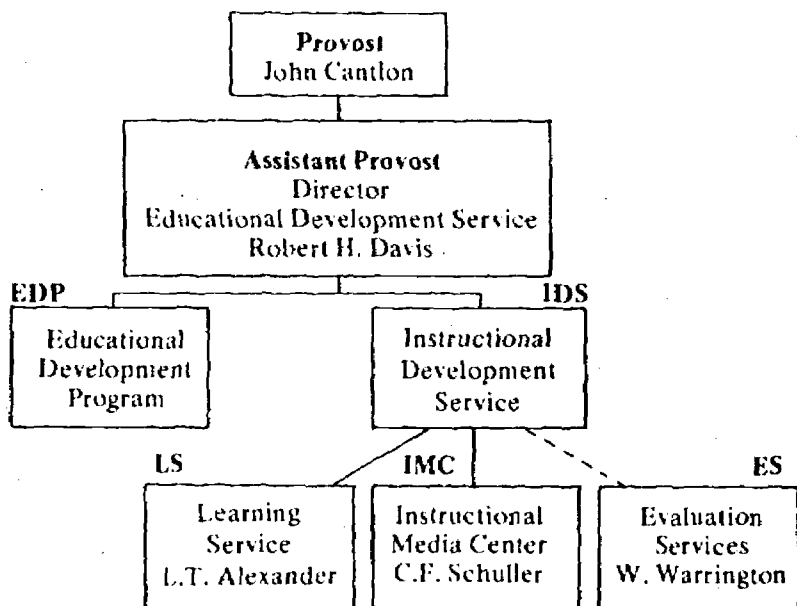 Provost
John Cantlon
Assistant Provost
Director
Educational Development Service
Robert H. Davis
EDP
IDS
Educational
Development
Program
Instructional
Development
Service
LS
IMC
ES
Learning
Service
L.T. Alexander
Instructional
Media Center
C.F. Schuller
Evaluation
Services
W. Warrington